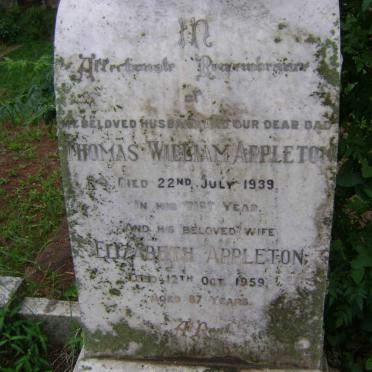 In
Affectionate Remembrance
of
BELOVED HUSBAND OUR DEAR DAD
THOMAS WILLIAM APPLETON
DIED 22ND JULY 1939.
IN HIS YEAR.
AND HIS BELOVED WIFE
ELIZABETH APPLETON
DIED 12TH OCT. 1959.
AGED 87 YEARS.